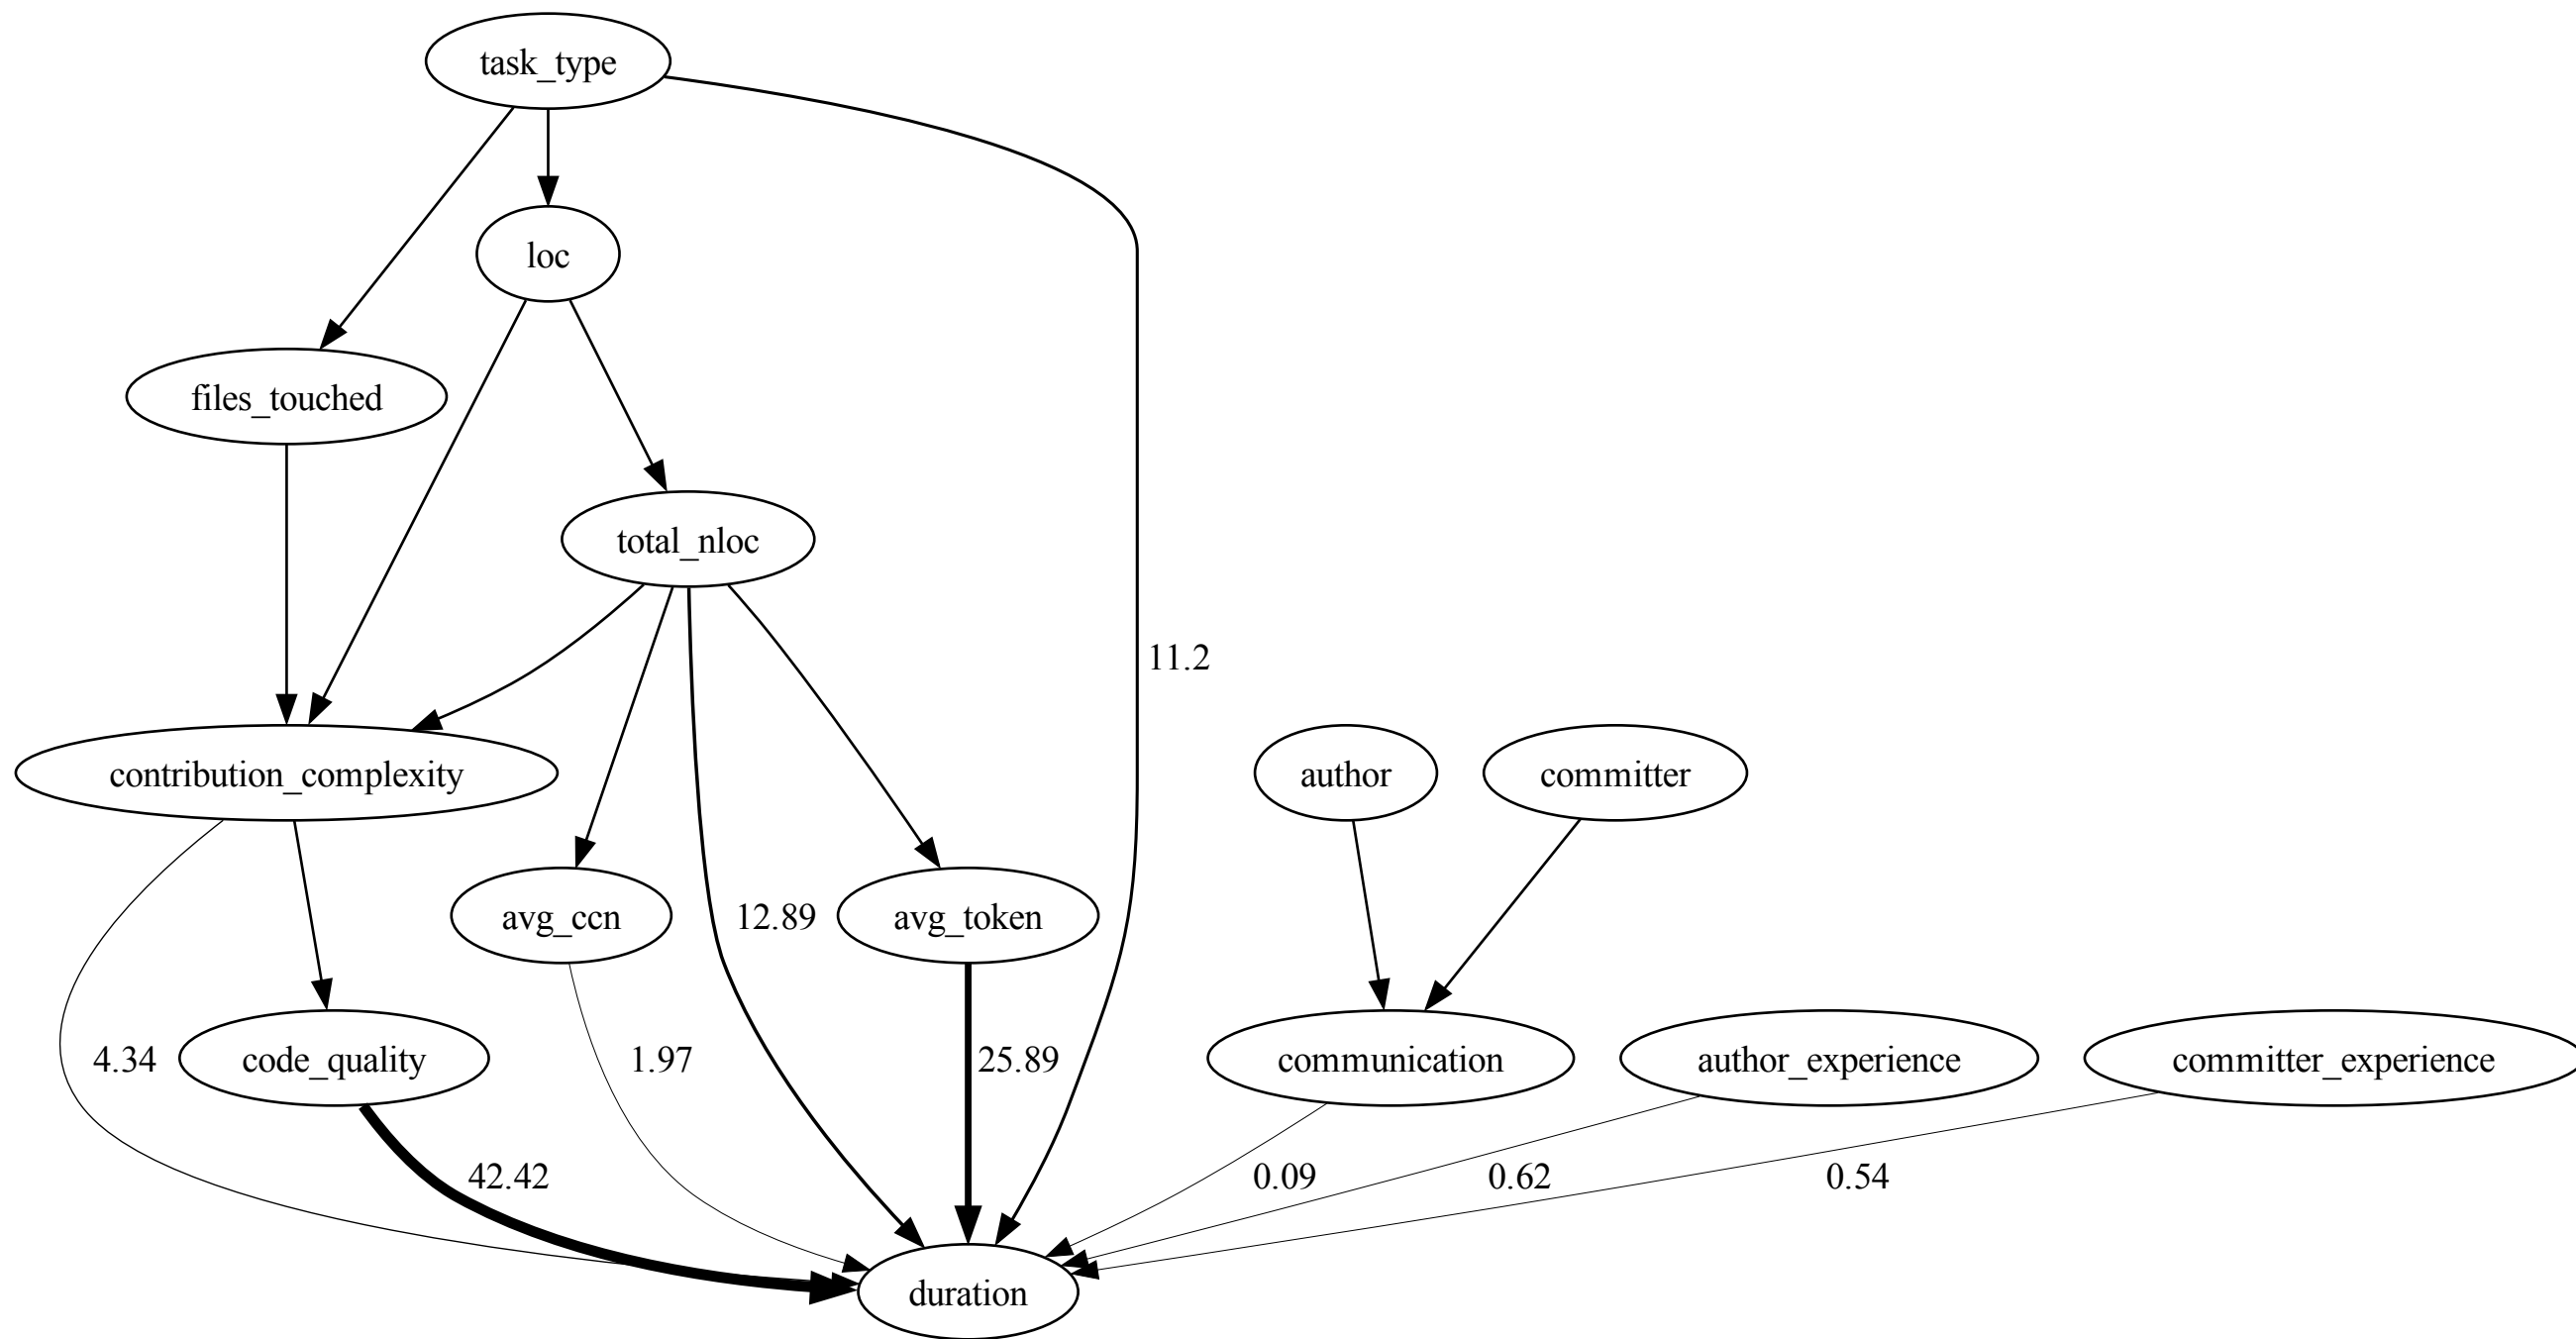 task_type
loc
files_touched
total_nloc
11.2
contribution_complexity
author
committer
avg_ccn
12.89
avg_token
4.34
code_quality
1.97
25.89
communication
author_experience
committer_experience
42.42
0.09
0.62
0.54
duration